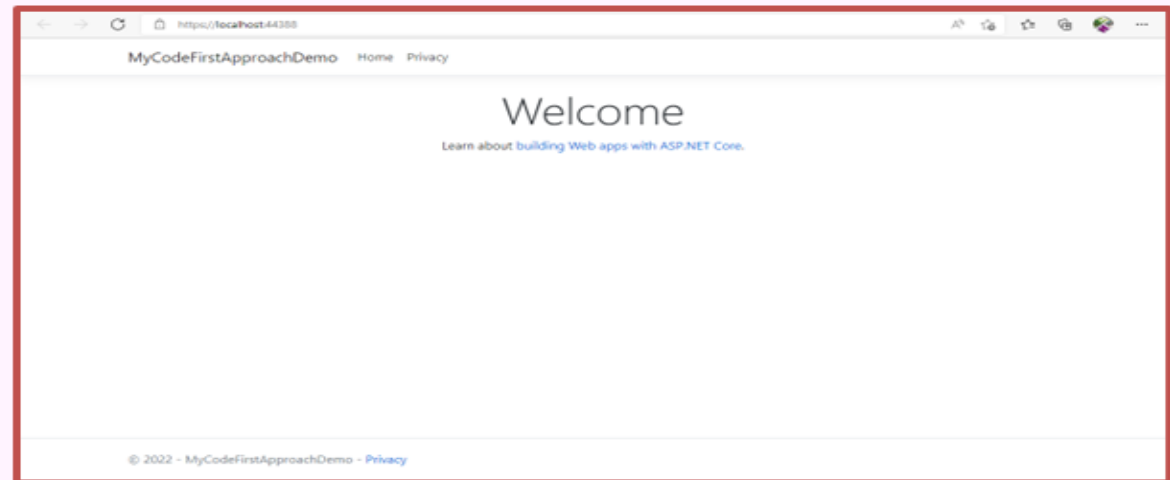 https://localhost:44388
MyCodeFirstApproachDemo Home Privacy
Welcome
Learn about building Web apps with ASP.NET Core.
© 2022 - MyCodeFirstApproachDemo - Privacy